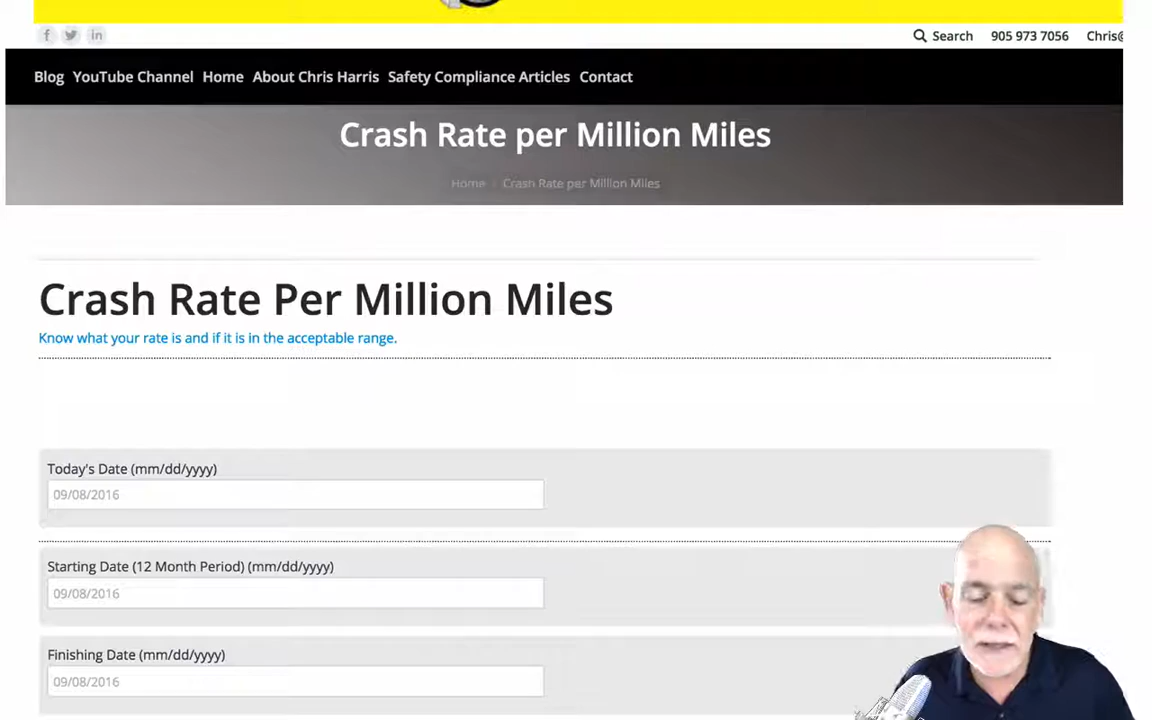 f in
Search 905 973 7056 Chris@
Blog YouTube Channel Home About Chris Harris Safety Compliance Articles Contact
Crash Rate per Million Miles
Home Crash Rate per Million Miles
Crash Rate Per Million Miles
Know what your rate is and if it is in the acceptable range.
Today's Date (mm/dd/yyyy)
09/08/2016
Starting Date (12 Month Period) (mm/dd/yyyy)
09/08/2016
Finishing Date (mm/dd/yyyy)
09/08/2016